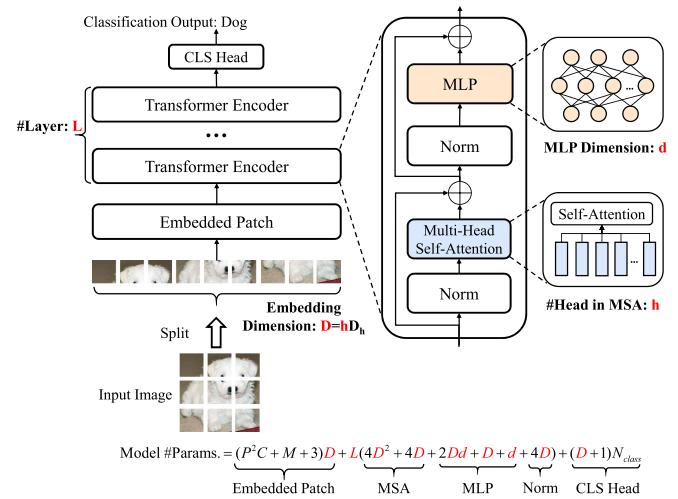 Classification Output: Dog
CLS Head
Transformer Encoder
#Layer: L
...
Transformer Encoder
Embedded Patch
Embedding
Dimension: D=hD_h
Split
Input Image
MLP
Norm
Multi-Head
Self-Attention
Norm
...
MLP Dimension: d
Self-Attention
...
#Head in MSA: h
Model #Params. = (P²C + M + 3)D + L(4D² + 4D + 2Dd + D + d + 4D) + (D + 1)N_class
Embedded Patch MSA MLP Norm CLS Head